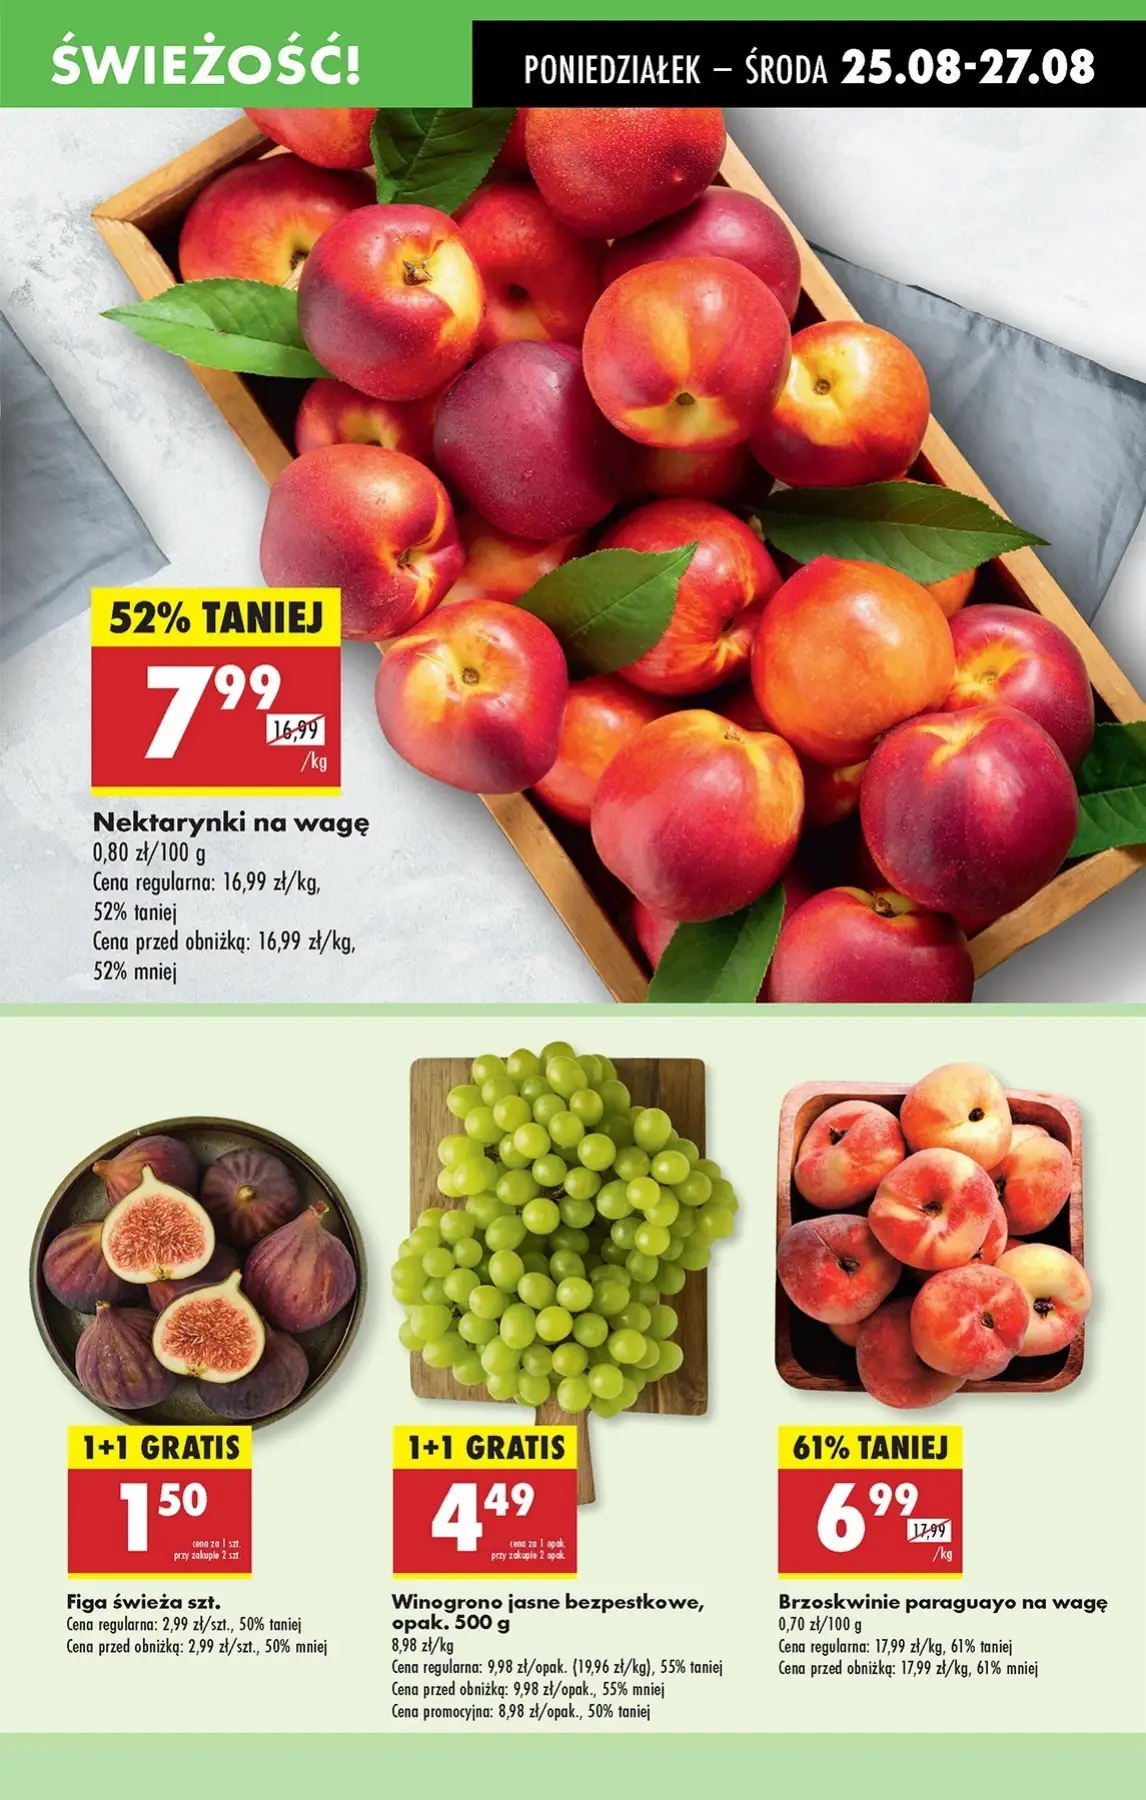 ŚWIEŻOŚĆ!
PONIEDZIAŁEK – ŚRODA 25.08-27.08
52% TANIEJ
7 99
16,99
/kg
Nektarynki na wagę
0,80 zł/100 g
Cena regularna: 16,99 zł/kg,
52% taniej
Cena przed obniżką: 16,99 zł/kg,
52% mniej
1+1 GRATIS
1 50
cena za 1 szt.
przy zakupie 2 szt.
Figa świeża szt.
Cena regularna: 2,99 zł/szt., 50% taniej
Cena przed obniżką: 2,99 zł/szt., 50% mniej
1+1 GRATIS
4 49
cena za 1 opak.
przy zakupie 2 opak.
Winogrono jasne bezpestkowe,
opak. 500 g
8,98 zł/kg
Cena regularna: 9,98 zł/opak. (19,96 zł/kg), 55% taniej
Cena przed obniżką: 9,98 zł/opak., 55% mniej
Cena promocyjna: 8,98 zł/opak., 50% taniej
61% TANIEJ
6 99
17,99
/kg
Brzoskwinie paraguayo na wagę
0,70 zł/100 g
Cena regularna: 17,99 zł/kg, 61% taniej
Cena przed obniżką: 17,99 zł/kg, 61% mniej